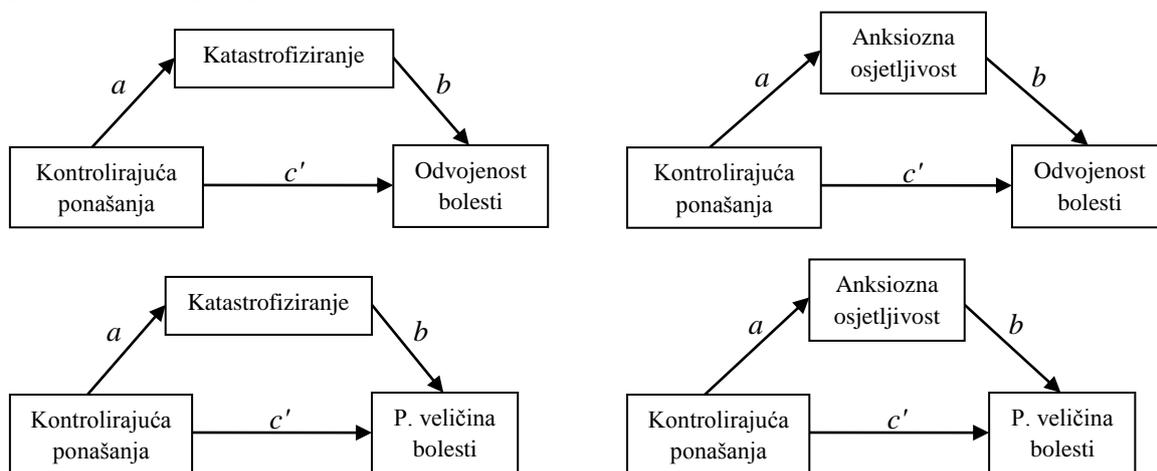 Katastrofiziranje
a
b
Kontrolirajuća
ponašanja
c'
Odvojenost
bolesti
Anksiozna
osjetljivost
a
b
Kontrolirajuća
ponašanja
c'
Odvojenost
bolesti
Katastrofiziranje
a
b
Kontrolirajuća
ponašanja
c'
P. veličina
bolesti
Anksiozna
osjetljivost
a
b
Kontrolirajuća
ponašanja
c'
P. veličina
bolesti